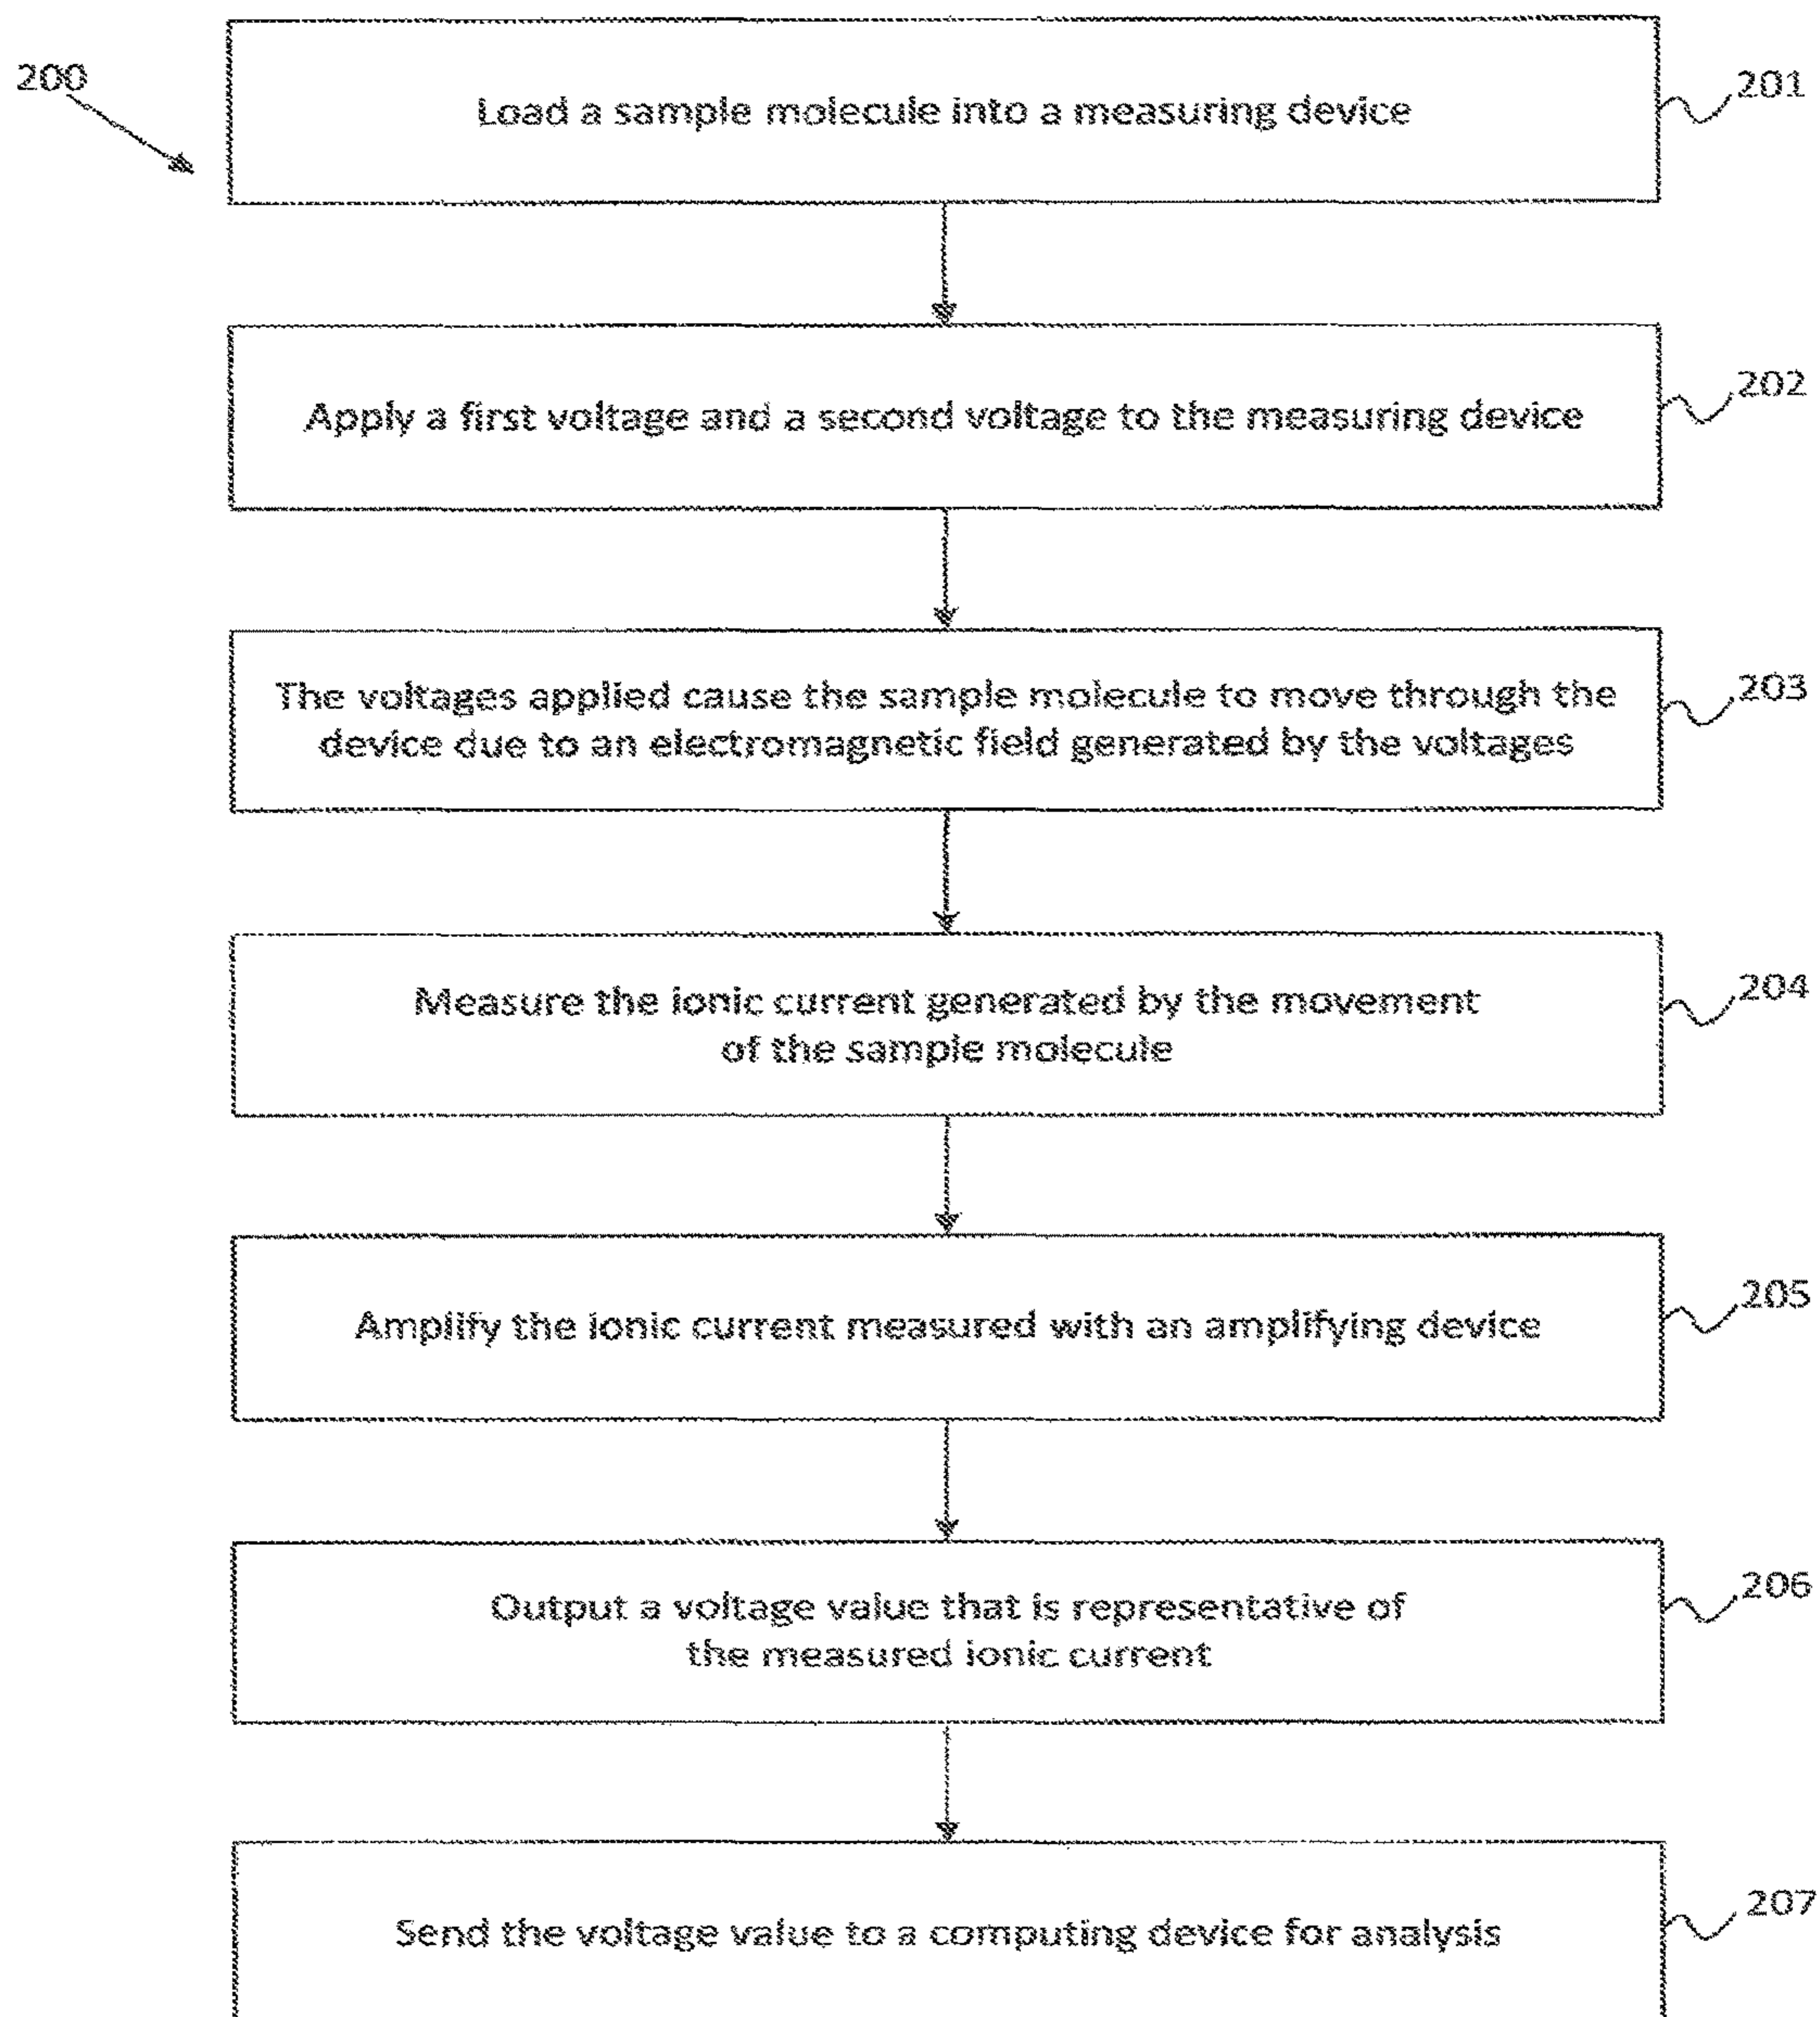 200
Load a sample molecule into a measuring device
201
Apply a first voltage and a second voltage to the measuring device
202
The voltages applied cause the sample molecule to move through the
device due to an electromagnetic field generated by the voltages
203
Measure the ionic current generated by the movement
of the sample molecule
204
Amplify the ionic current measured with an amplifying device
205
Output a voltage value that is representative of
the measured ionic current
206
Send the voltage value to a computing device for analysis
207